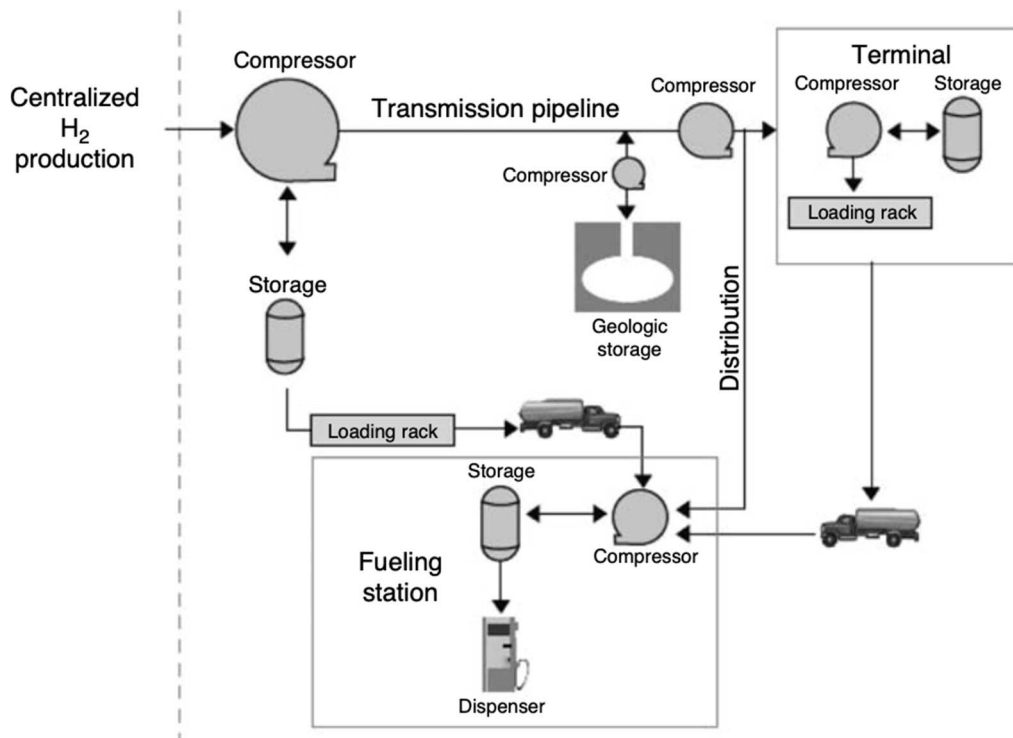 Centralized
H2
production
Compressor
Transmission pipeline
Compressor
Terminal
Compressor
Storage
Loading rack
Compressor
Geologic
storage
Distribution
Storage
Loading rack
Storage
Compressor
Fueling
station
Dispenser